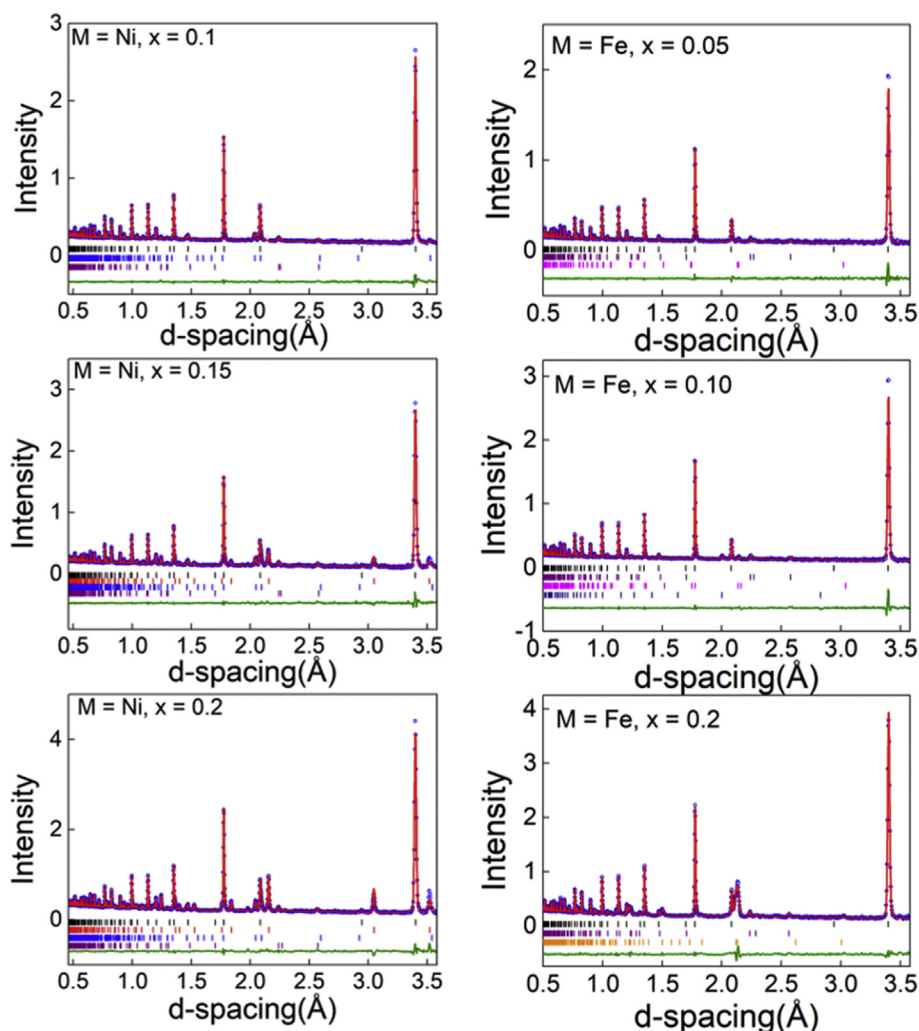 M = Ni, x = 0.1
Intensity
3
2
1
0
0.5 1.0 1.5 2.0 2.5 3.0 3.5
d-spacing(Å)
M = Fe, x = 0.05
Intensity
2
1
0
0.5 1.0 1.5 2.0 2.5 3.0 3.5
d-spacing(Å)
M = Ni, x = 0.15
Intensity
3
2
1
0
0.5 1.0 1.5 2.0 2.5 3.0 3.5
d-spacing(Å)
M = Fe, x = 0.10
Intensity
3
2
1
0
-1
0.5 1.0 1.5 2.0 2.5 3.0 3.5
d-spacing(Å)
M = Ni, x = 0.2
Intensity
4
2
0
0.5 1.0 1.5 2.0 2.5 3.0 3.5
d-spacing(Å)
M = Fe, x = 0.2
Intensity
4
3
2
1
0
0.5 1.0 1.5 2.0 2.5 3.0 3.5
d-spacing(Å)